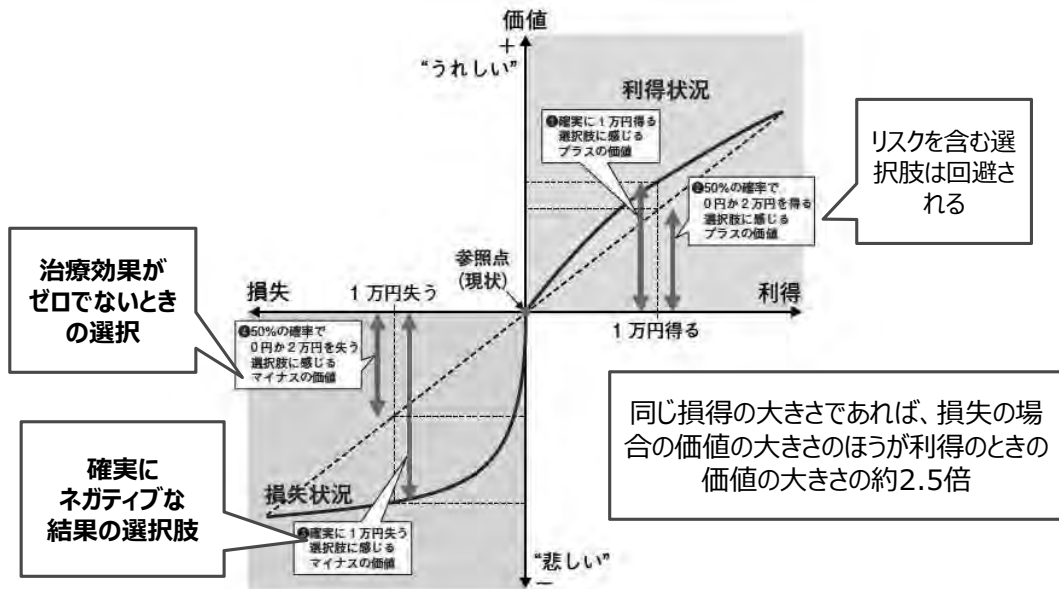 価値
+
“うれしい”
利得状況
❶確実に1万円得る
選択肢に感じる
プラスの価値
❷50%の確率で
0円か2万円を得る
選択肢に感じる
プラスの価値
リスクを含む選
択肢は回避さ
れる
治療効果が
ゼロでないとき
の選択
参照点
(現状)
損失
1万円失う
利得
1万円得る
❹50%の確率で
0円か2万円を失う
選択肢に感じる
マイナスの価値
同じ損得の大きさであれば、損失の場
合の価値の大きさのほうが利得のときの
価値の大きさの約2.5倍
確実に
ネガティブな
結果の選択肢
損失状況
❸確実に1万円失う
選択肢に感じる
マイナスの価値
“悲しい”
−